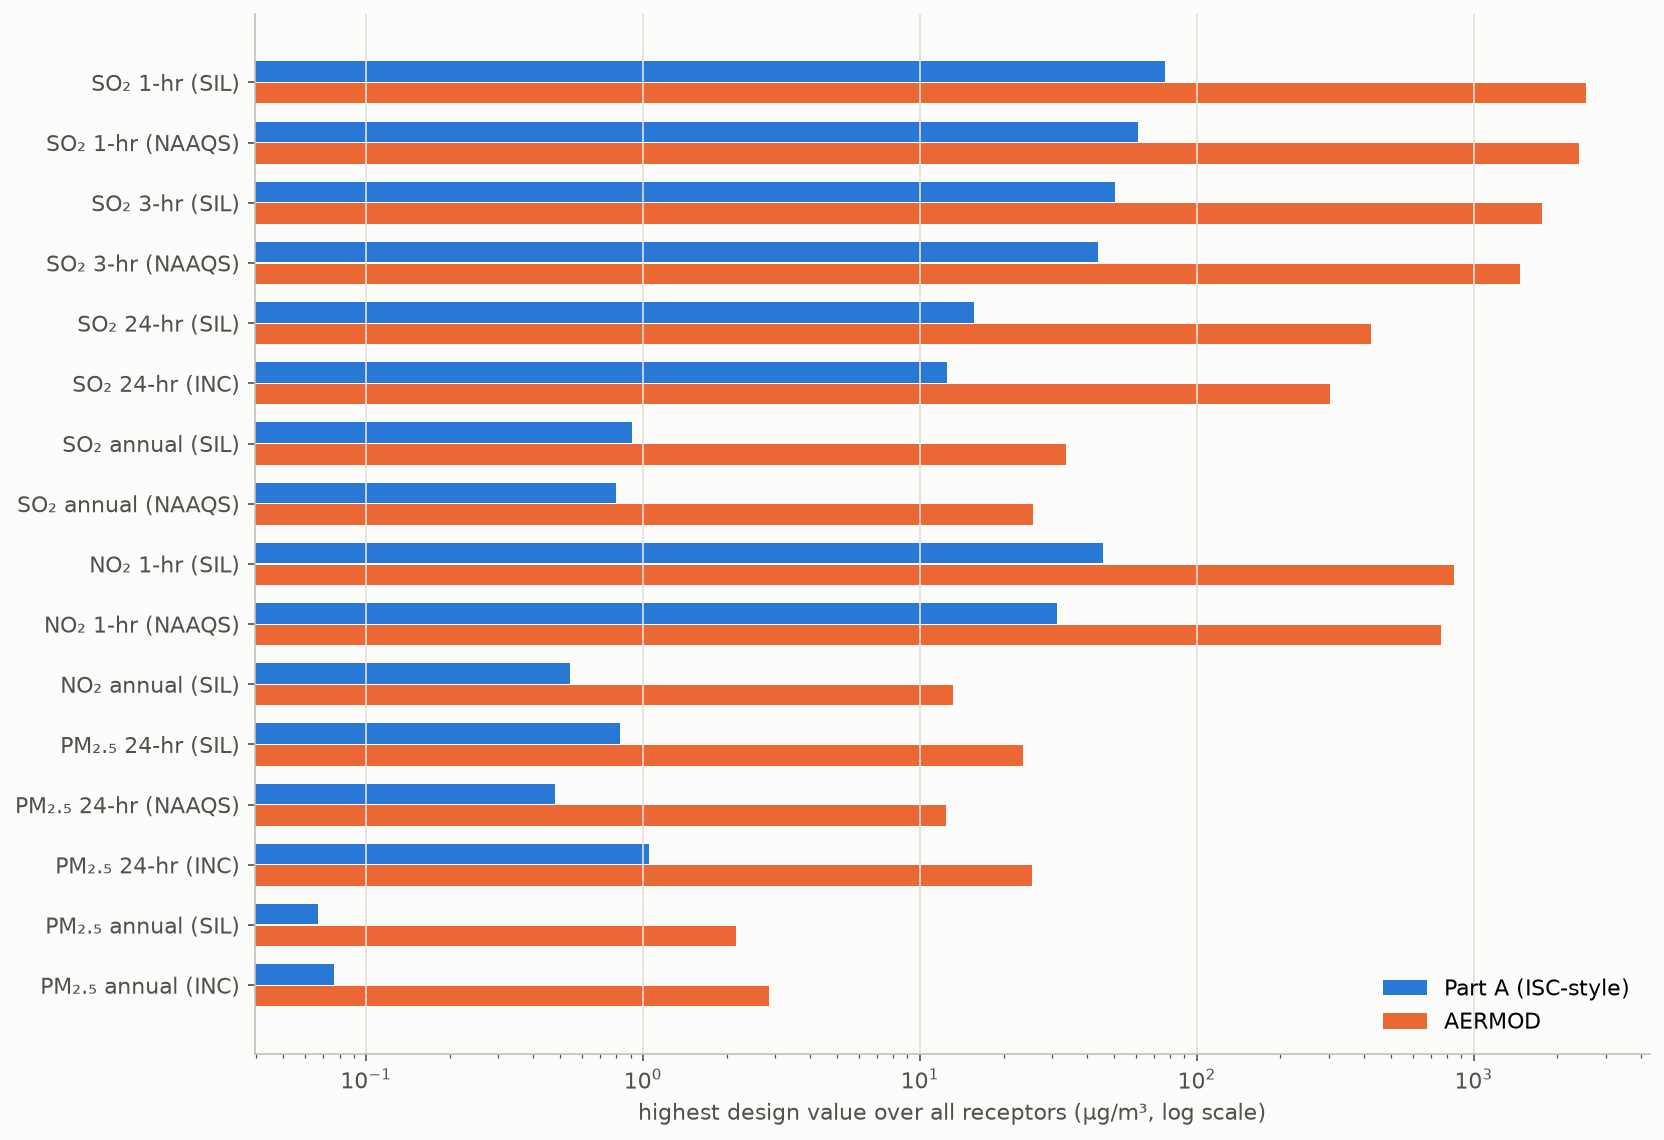 SO₂ 1-hr (SIL)
SO₂ 1-hr (NAAQS)
SO₂ 3-hr (SIL)
SO₂ 3-hr (NAAQS)
SO₂ 24-hr (SIL)
SO₂ 24-hr (INC)
SO₂ annual (SIL)
SO₂ annual (NAAQS)
NO₂ 1-hr (SIL)
NO₂ 1-hr (NAAQS)
NO₂ annual (SIL)
PM₂.₅ 24-hr (SIL)
PM₂.₅ 24-hr (NAAQS)
PM₂.₅ 24-hr (INC)
PM₂.₅ annual (SIL)
PM₂.₅ annual (INC)
Part A (ISC-style)
AERMOD
10⁻¹ 10⁰ 10¹ 10² 10³
highest design value over all receptors (µg/m³, log scale)